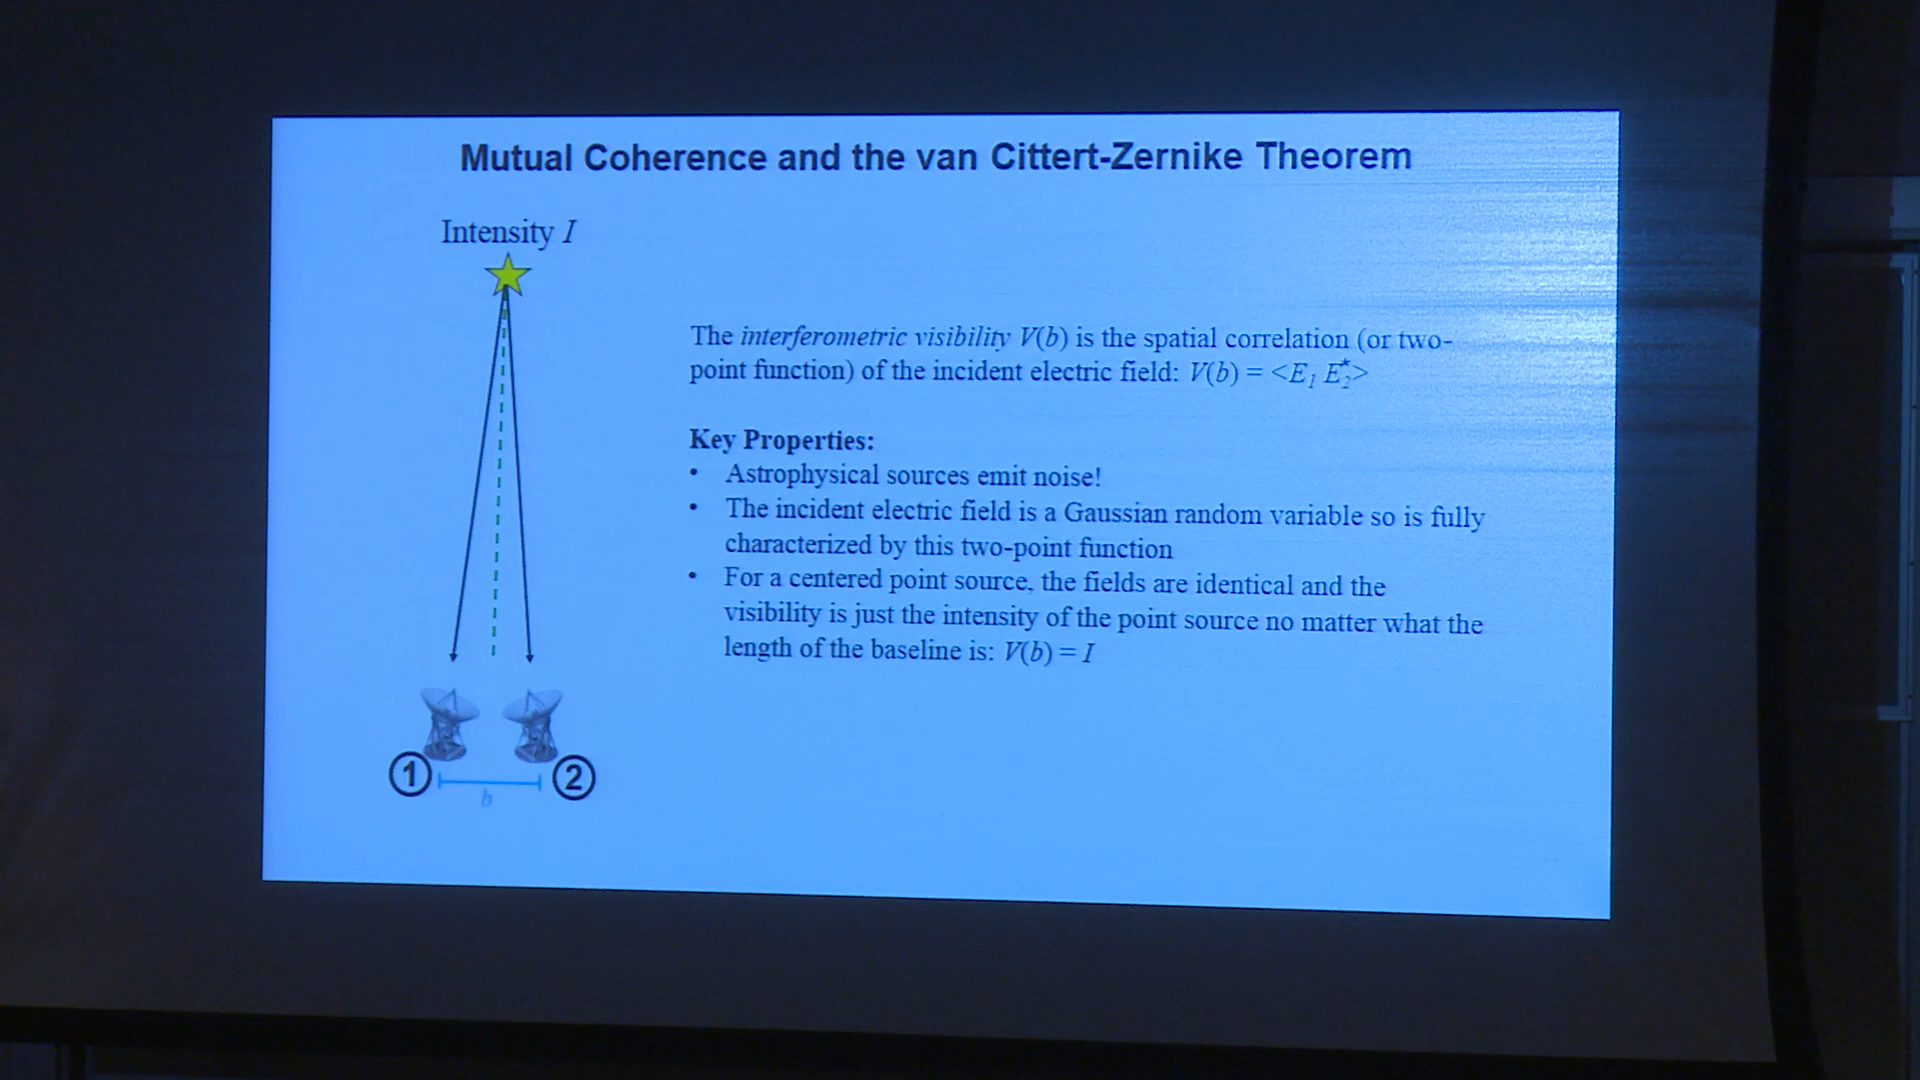 Mutual Coherence and the van Cittert-Zernike Theorem
Intensity I
The interferometric visibility V(b) is the spatial correlation (or two-
point function) of the incident electric field: V(b) = <E₁ E₂*>
Key Properties:
• Astrophysical sources emit noise!
• The incident electric field is a Gaussian random variable so is fully
characterized by this two-point function
• For a centered point source, the fields are identical and the
visibility is just the intensity of the point source no matter what the
length of the baseline is: V(b) = I
1 2
b